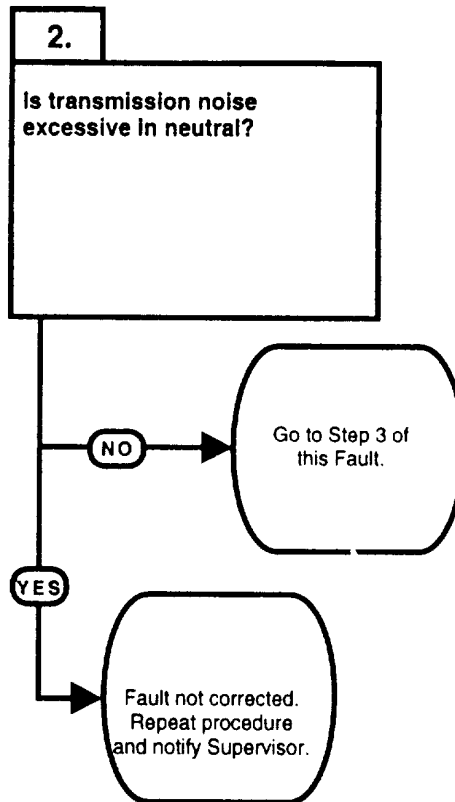 2.
Is transmission noise
excessive in neutral?
NO
Go to Step 3 of
this Fault.
YES
Fault not corrected.
Repeat procedure
and notify Supervisor.